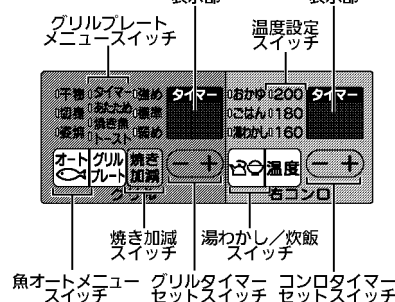 表示部
表示部
グリルプレート
メニュースイッチ
温度設定
スイッチ
干物
切身
姿焼
タイマー
あたため
焼き魚
トースト
強め
標準
弱め
タイマー
おかゆ
ごはん
湯わかし
200
180
160
タイマー
オート
グリル
プレート
焼き
加減
− +
温度
− +
グリル
右コンロ
焼き加減
スイッチ
湯わかし／炊飯
スイッチ
魚オートメニュー
スイッチ
グリルタイマー
セットスイッチ
コンロタイマー
セットスイッチ